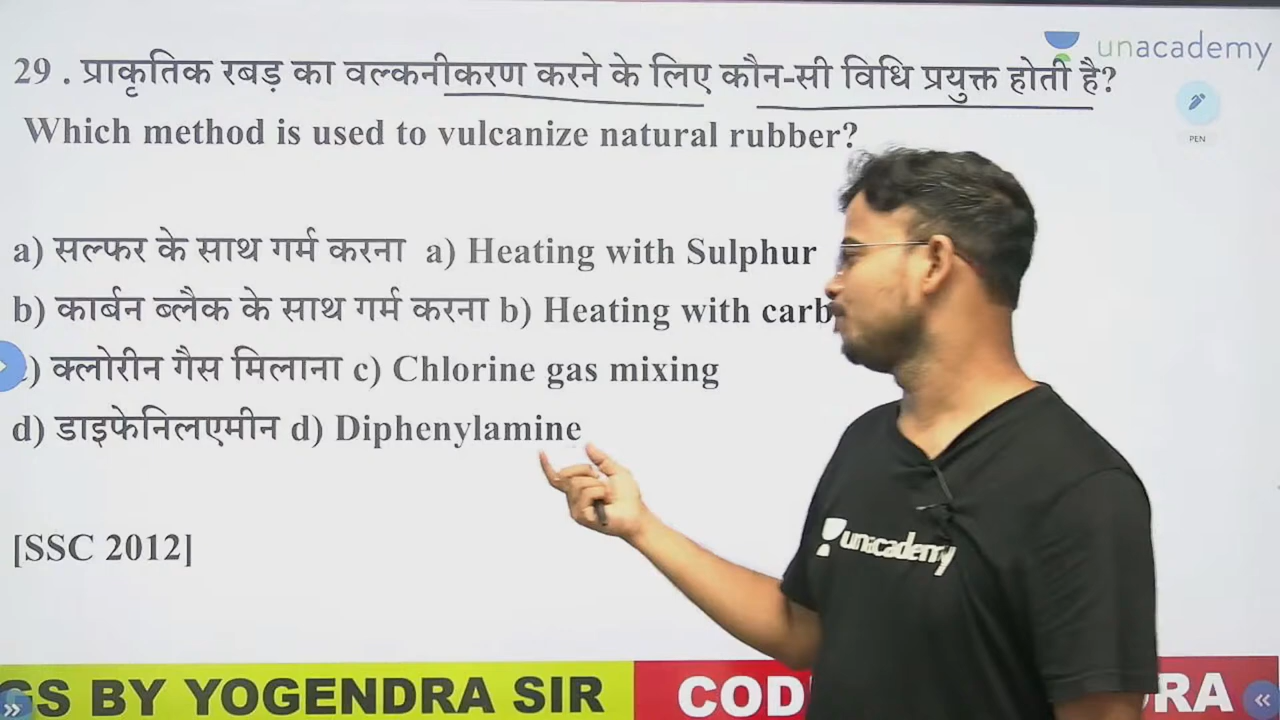 unacademy
29 . प्राकृतिक रबड़ का वल्कनीकरण करने के लिए कौन-सी विधि प्रयुक्त होती है?
PEN
Which method is used to vulcanize natural rubber?
a) सल्फर के साथ गर्म करना a) Heating with Sulphur
b) कार्बन ब्लैक के साथ गर्म करना b) Heating with carb
) क्लोरीन गैस मिलाना c) Chlorine gas mixing
d) डाइफेनिलएमीन d) Diphenylamine
[SSC 2012]
unacademy
GS BY YOGENDRA SIR COD RA